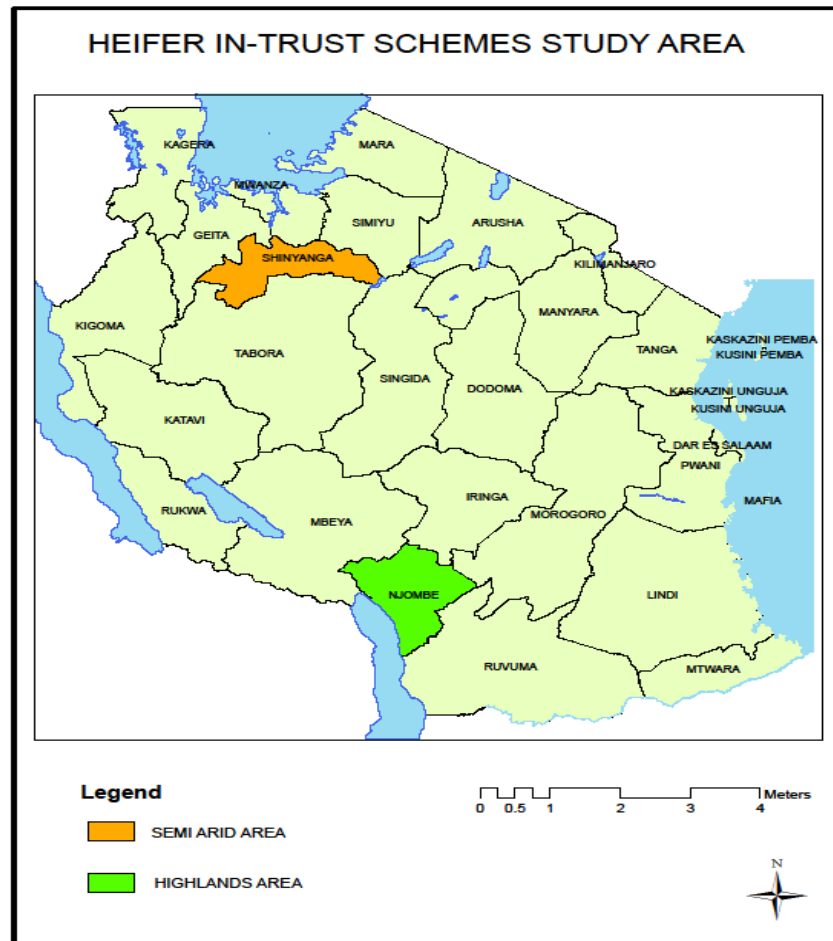 HEIFER IN-TRUST SCHEMES STUDY AREA
KAGERA
MARA
MWANZA
SIMIYU
ARUSHA
GEITA
SHINYANGA
KILIMANJARO
MANYARA
KIGOMA
TABORA
SINGIDA
DODOMA
TANGA
KASKAZINI PEMBA
KUSINI PEMBA
KASKAZINI UNGUJA
KUSINI UNGUJA
KATAVI
DAR ES SALAAM
PWANI
MAFIA
RUKWA
MBEYA
IRINGA
MOROGORO
NJOMBE
LINDI
RUVUMA
MTWARA
Legend
SEMI ARID AREA
HIGHLANDS AREA
Meters
0 0.5 1 2 3 4
N